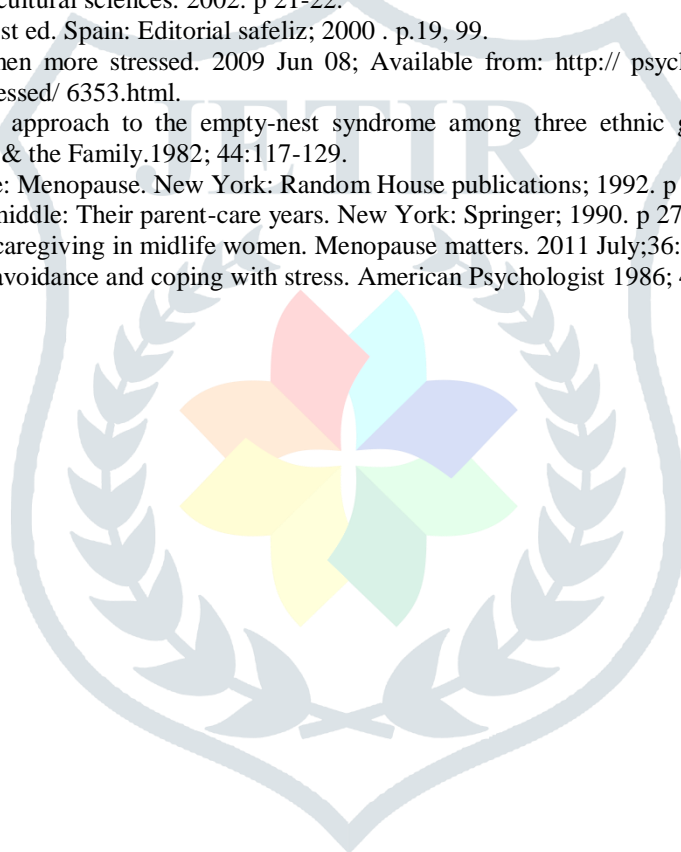 cultural sciences. 2002. p 21-22.
st ed. Spain: Editorial safeliz; 2000 . p.19, 99.
men more stressed. 2009 Jun 08; Available from: http:// psych
essed/ 6353.html.
approach to the empty-nest syndrome among three ethnic g
& the Family.1982; 44:117-129.
e: Menopause. New York: Random House publications; 1992. p
middle: Their parent-care years. New York: Springer; 1990. p 27
caregiving in midlife women. Menopause matters. 2011 July;36:
avoidance and coping with stress. American Psychologist 1986; 4
JETIR